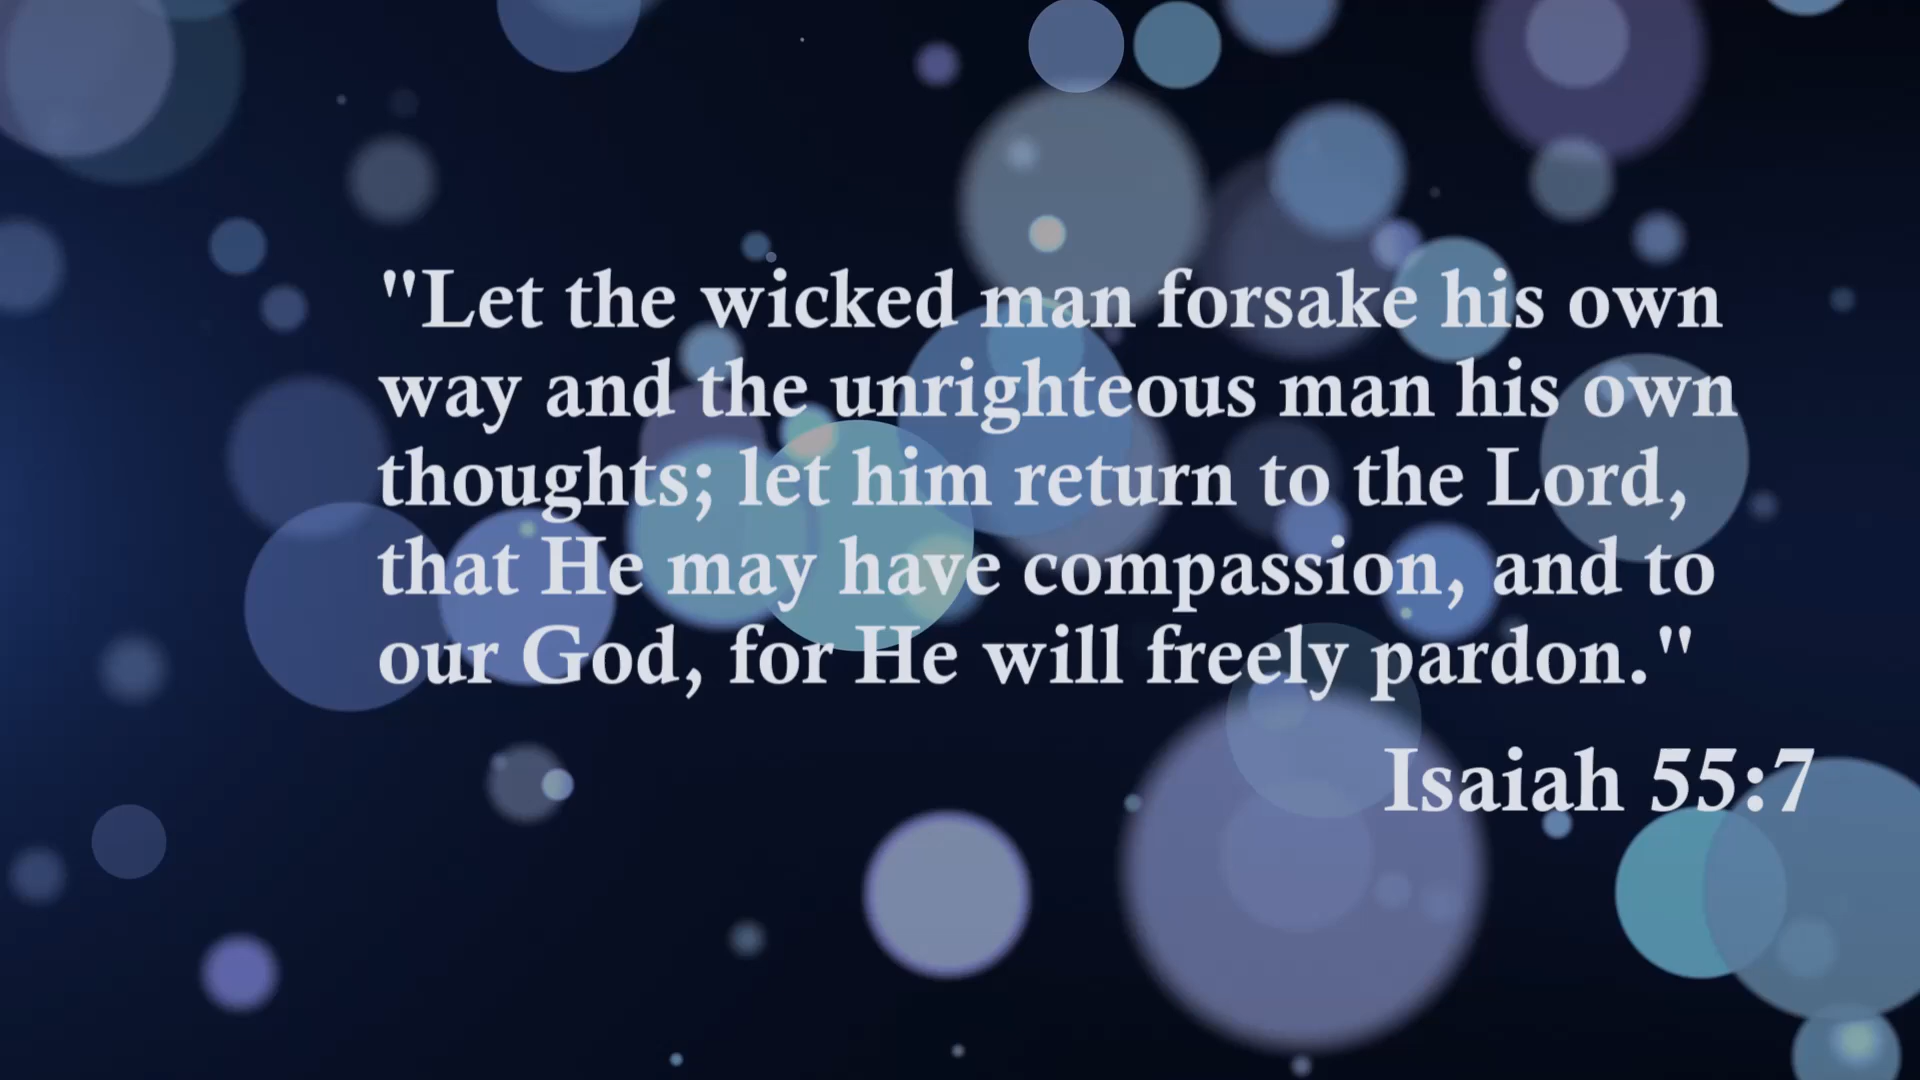 "Let the wicked man forsake his own
way and the unrighteous man his own
thoughts; let him return to the Lord,
that He may have compassion, and to
our God, for He will freely pardon."
Isaiah 55:7